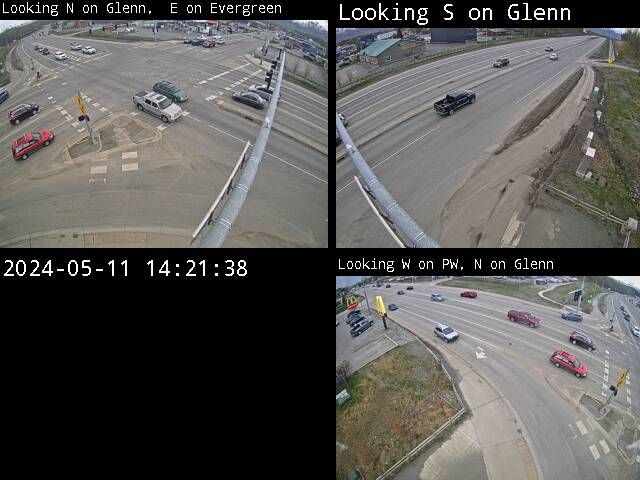 Looking N on Glenn,  E on Evergreen
Looking S on Glenn
2024-05-11 14:21:38
Looking W on PW, N on Glenn